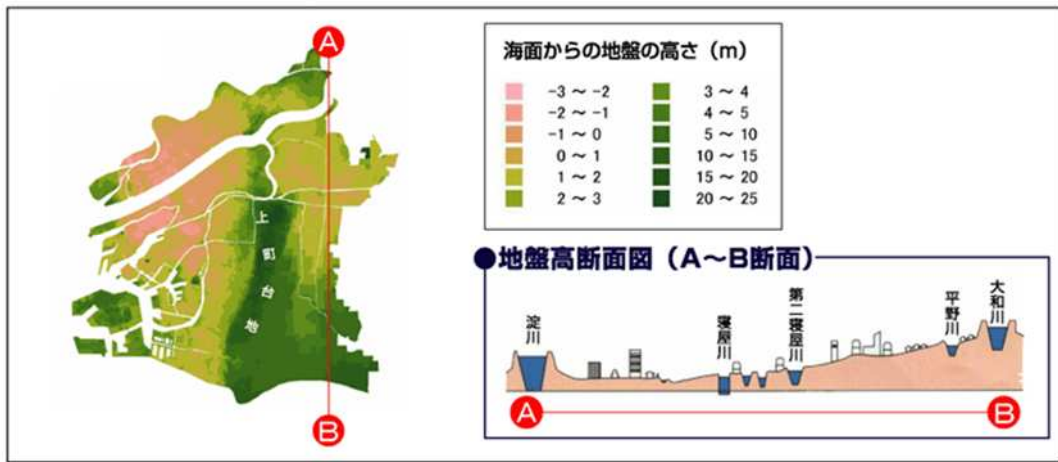 A
B
上町台地
海面からの地盤の高さ（m）
-3 ～ -2
-2 ～ -1
-1 ～ 0
0 ～ 1
1 ～ 2
2 ～ 3
3 ～ 4
4 ～ 5
5 ～ 10
10 ～ 15
15 ～ 20
20 ～ 25
●地盤高断面図（A～B断面）
淀川
寝屋川
第二寝屋川
平野川
大和川
A
B